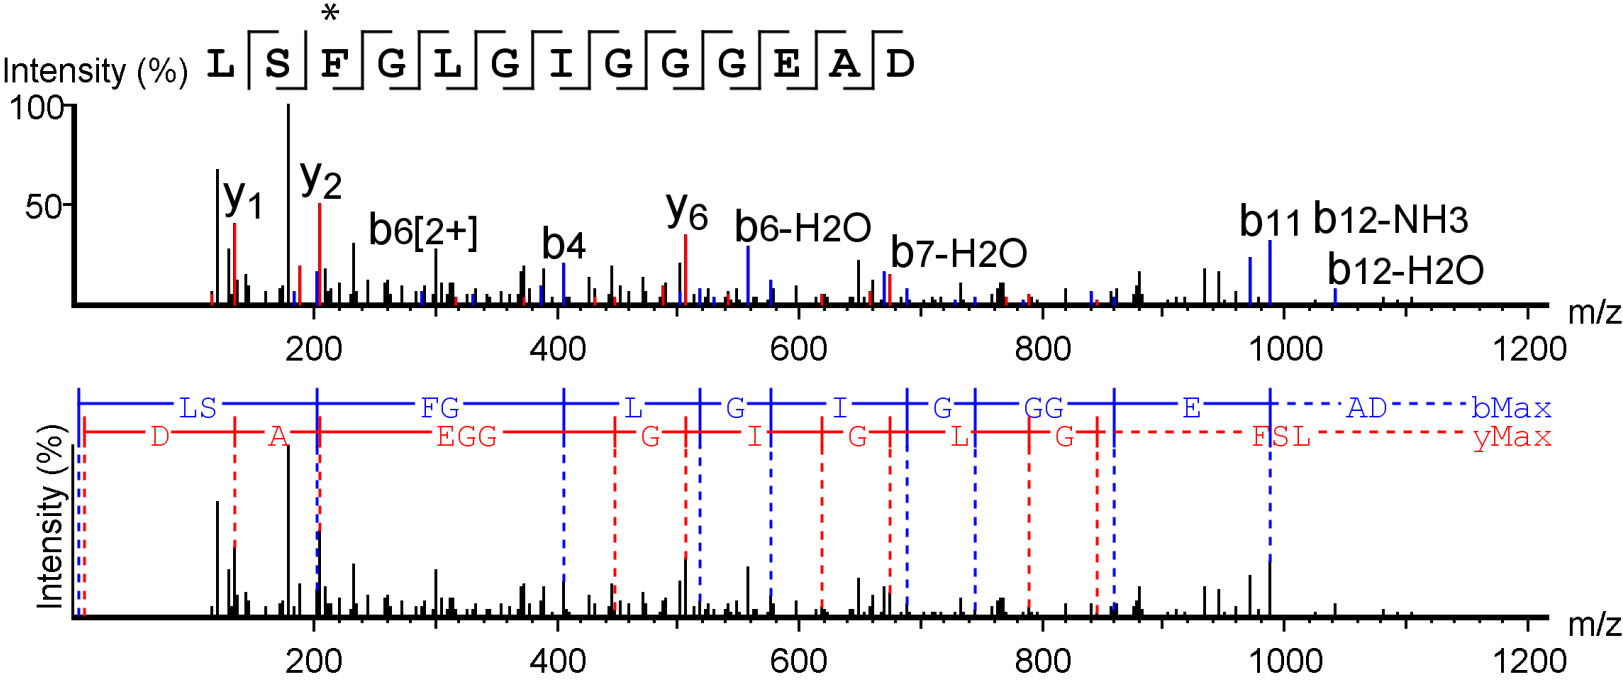 *
Intensity (%) L S F G L G I G G G E A D
100
50
y1 y2 b6[2+] b4 y6 b6-H2O b7-H2O b11 b12-NH3
b12-H2O
m/z
200 400 600 800 1000 1200
LS FG L G I G GG E AD bMax
D A EGG G I G L G FSL yMax
Intensity (%)
m/z
200 400 600 800 1000 1200